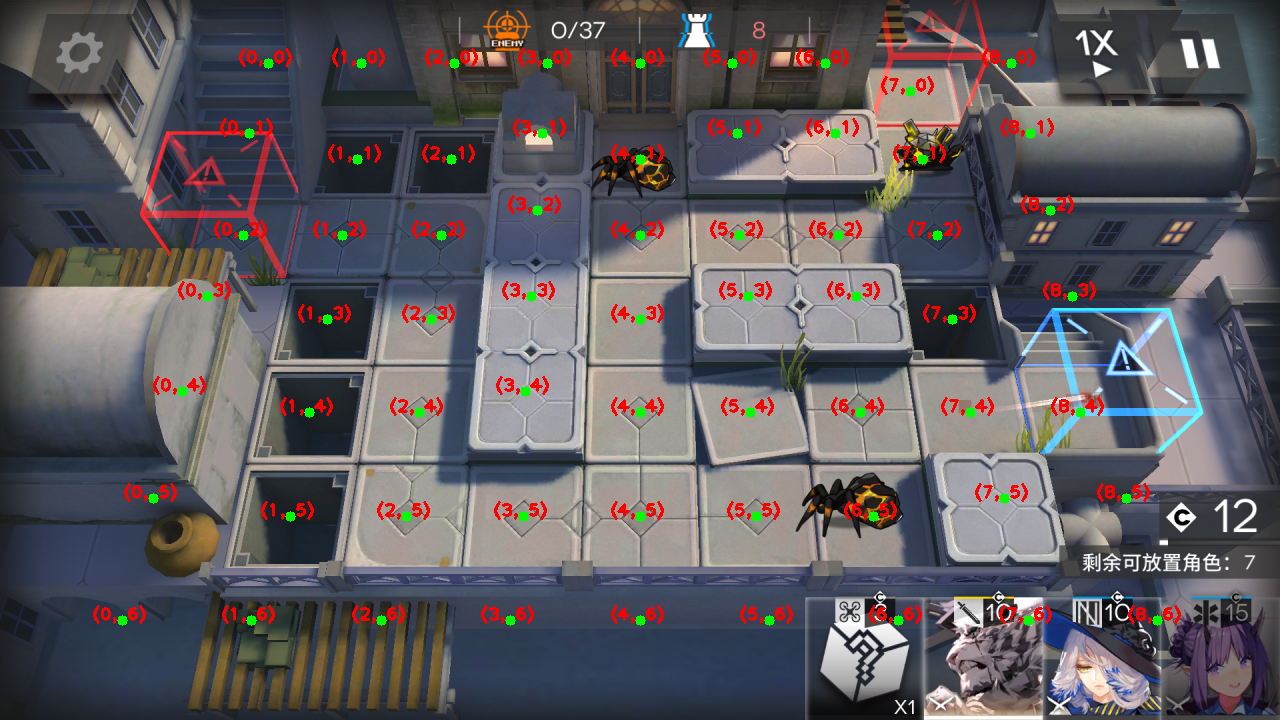 0/37
8
1X
ENEMY
(0, 0) (1, 0) (2, 0) (3, 0) (4, 0) (5, 0) (6, 0) (7, 0) (8, 0)
(0, 1) (1, 1) (2, 1) (3, 1) (4, 1) (5, 1) (6, 1) (7, 1) (8, 1)
(0, 2) (1, 2) (2, 2) (3, 2) (4, 2) (5, 2) (6, 2) (7, 2) (8, 2)
(0, 3) (1, 3) (2, 3) (3, 3) (4, 3) (5, 3) (6, 3) (7, 3) (8, 3)
(0, 4) (1, 4) (2, 4) (3, 4) (4, 4) (5, 4) (6, 4) (7, 4) (8, 4)
(0, 5) (1, 5) (2, 5) (3, 5) (4, 5) (5, 5) (6, 5) (7, 5) (8, 5)
C 12
剩余可放置角色：7
(0, 6) (1, 6) (2, 6) (3, 6) (4, 6) (5, 6) (6, 6) (7, 6) (8, 6)
10 10 15
X1